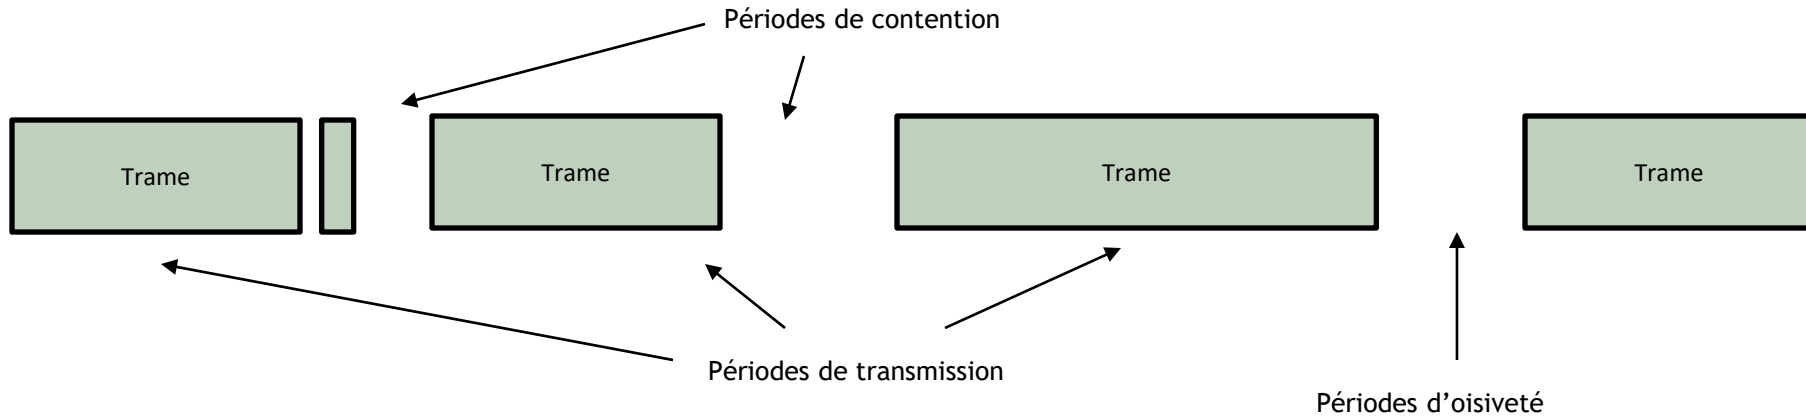 Périodes de contention
Trame
Trame
Trame
Trame
Périodes de transmission
Périodes d’oisiveté